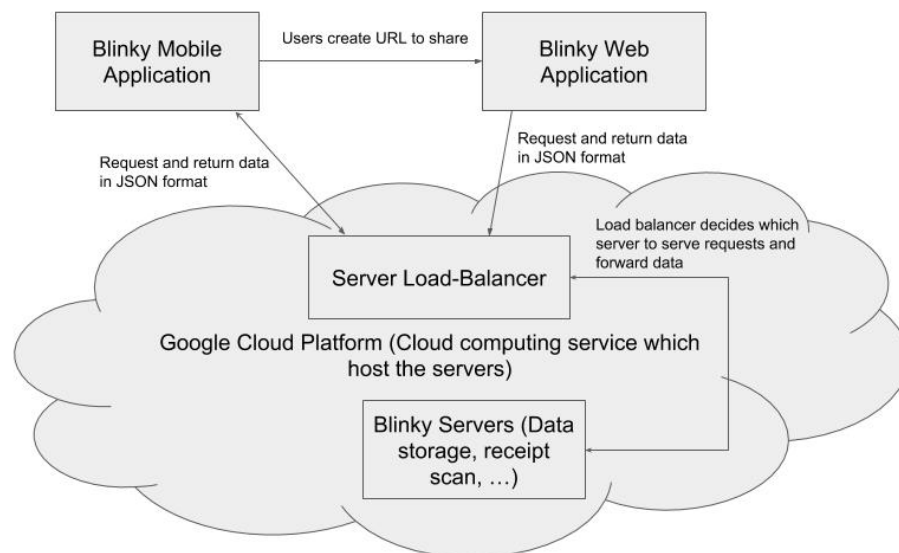 Blinky Mobile
Application
Users create URL to share
Blinky Web
Application
Request and return data
in JSON format
Request and return data
in JSON format
Load balancer decides which
server to serve requests and
forward data
Server Load-Balancer
Google Cloud Platform (Cloud computing service which
host the servers)
Blinky Servers (Data
storage, receipt
scan, …)